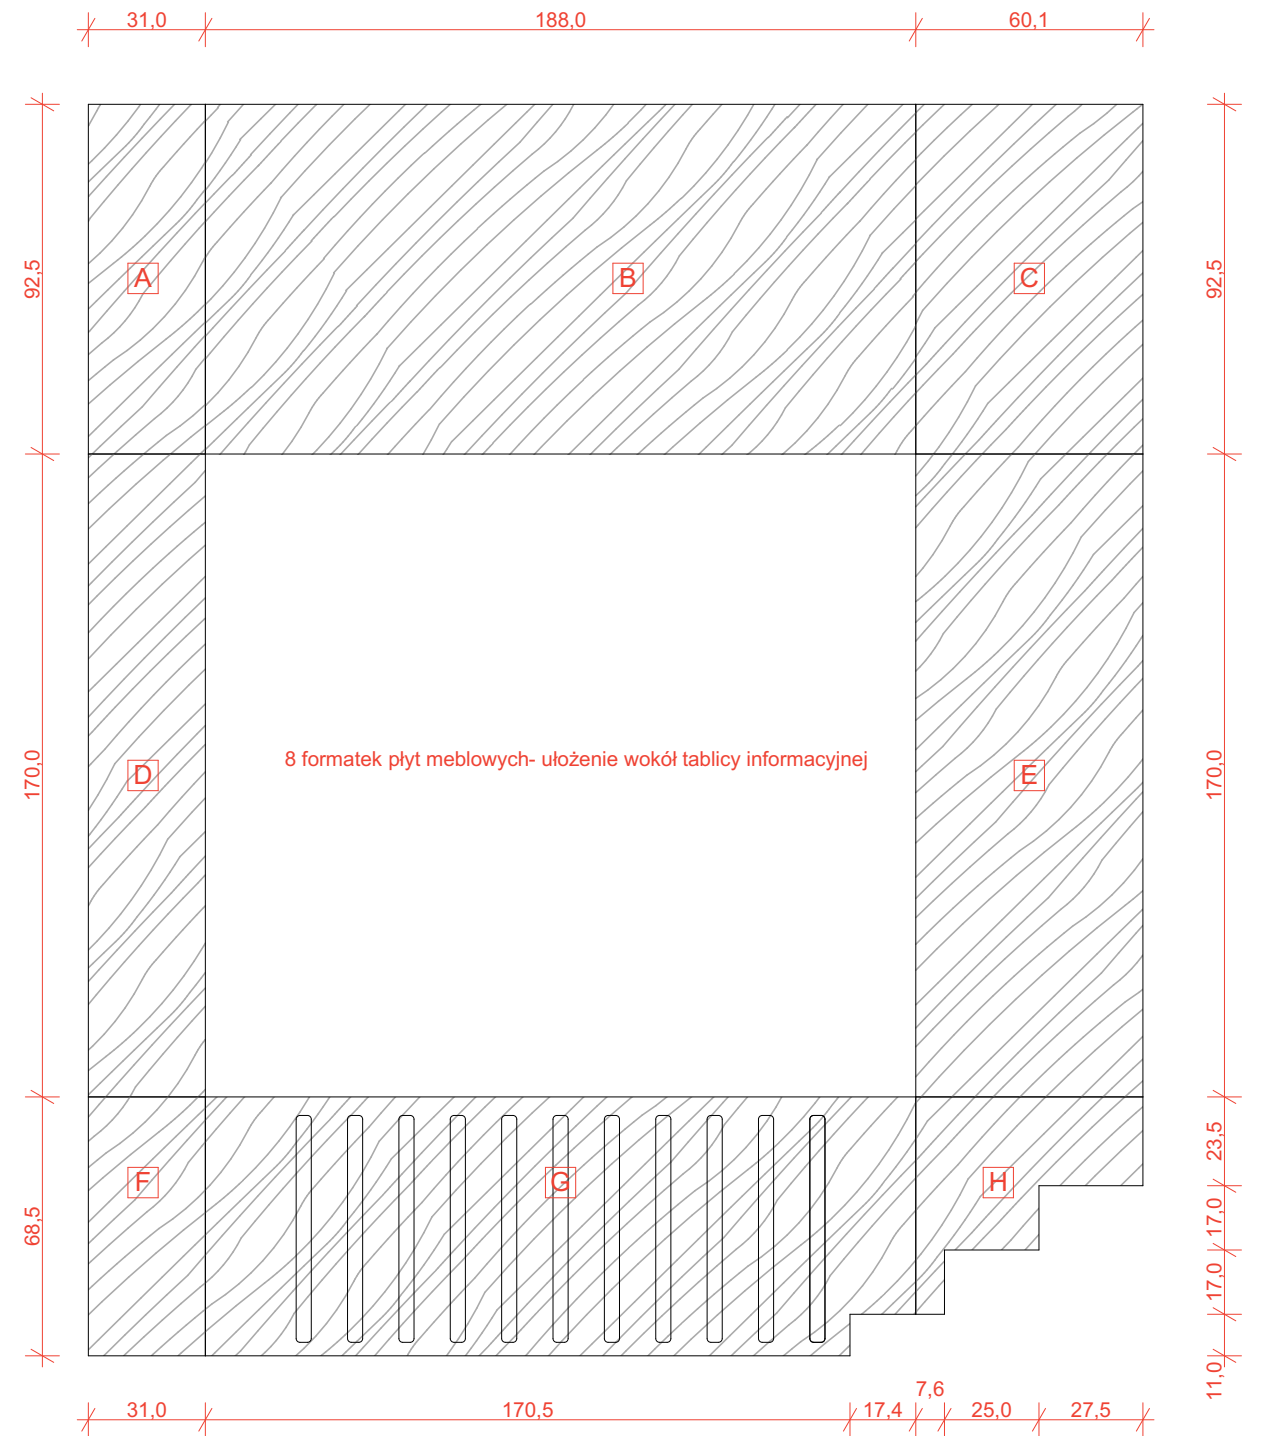 31,0 188,0 60,1
92,5 A B C 92,5
8 formatek płyt meblowych- ułożenie wokół tablicy informacyjnej
170,0 D E 170,0
23,5
F G H
17,0
68,5
17,0
11,0
7,6
31,0 170,5 17,4 25,0 27,5